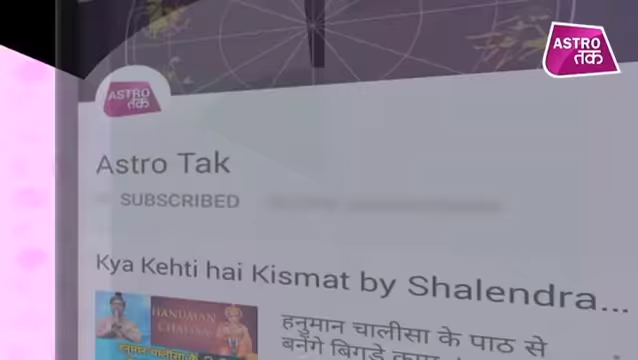 ASTRO
तक
ASTRO
तक
Astro Tak
SUBSCRIBED
Kya Kehti hai Kismat by Shalendra...
HANUMAN
CHALISA
हनुमान चालीसा के पाठ से
बनेंगे बिगड़े काम